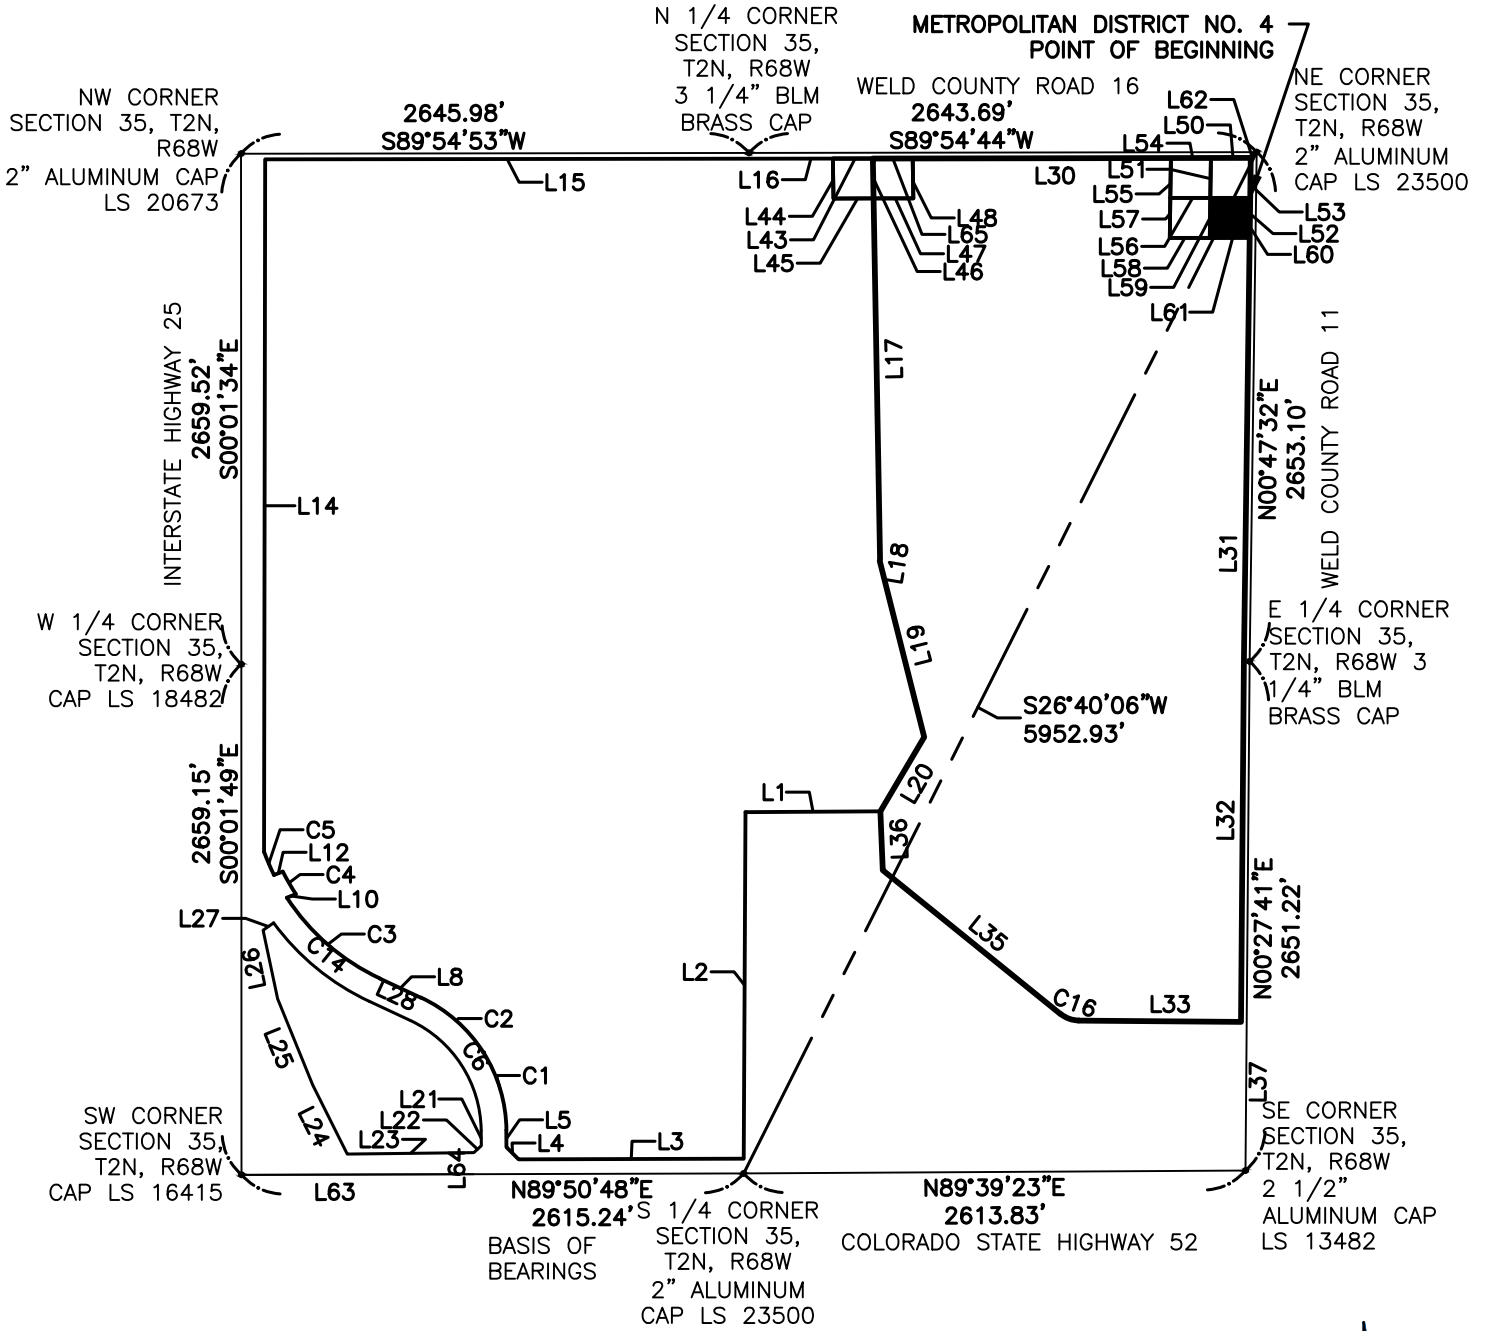 N 1/4 CORNER
SECTION 35,
T2N, R68W
3 1/4” BLM
BRASS CAP
METROPOLITAN DISTRICT NO. 4
POINT OF BEGINNING
WELD COUNTY ROAD 16
NE CORNER
SECTION 35,
T2N, R68W
2” ALUMINUM
CAP LS 23500
NW CORNER
SECTION 35, T2N,
R68W
2” ALUMINUM CAP
LS 20673
2645.98’
S89°54’53”W
2643.69’
S89°54’44”W
L62
L50
L54
L51
L55
L57
L56
L58
L59
L61
L53
L52
L60
L15
L16
L30
L44
L43
L45
L48
L65
L47
L46
INTERSTATE HIGHWAY 25
2659.52’
S00°01’34”E
L14
L17
L18
L19
L20
L31
N00°47’32”E
2653.10’
WELD COUNTY ROAD 11
W 1/4 CORNER
SECTION 35,
T2N, R68W
CAP LS 18482
E 1/4 CORNER
SECTION 35,
T2N, R68W 3
1/4” BLM
BRASS CAP
S26°40’06”W
5952.93’
2659.15’
S00°01’49”E
L1
L36
L32
C5
L12
C4
L10
L27
C3
C14
L26
L8
L28
L2
L35
C16
L33
N00°27’41”E
2651.22’
C2
C6
C1
L25
L24
L21
L22
L23
L64
L5
L4
L3
L37
SW CORNER
SECTION 35,
T2N, R68W
CAP LS 16415
L63
N89°50’48”E
2615.24’
BASIS OF
BEARINGS
S 1/4 CORNER
SECTION 35,
T2N, R68W
2” ALUMINUM
CAP LS 23500
N89°39’23”E
2613.83’
COLORADO STATE HIGHWAY 52
SE CORNER
SECTION 35,
T2N, R68W
2 1/2”
ALUMINUM CAP
LS 13482